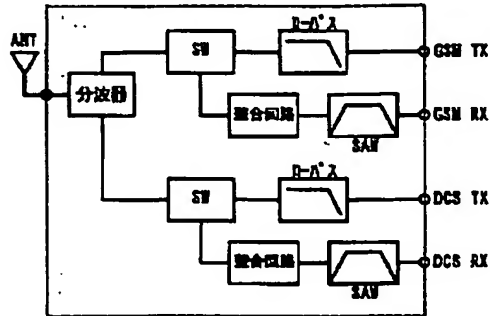 ANT
分波器
SW
ローパス
GSM TX
整合回路
SAW
GSM RX
SW
ローパス
DCS TX
整合回路
SAW
DCS RX